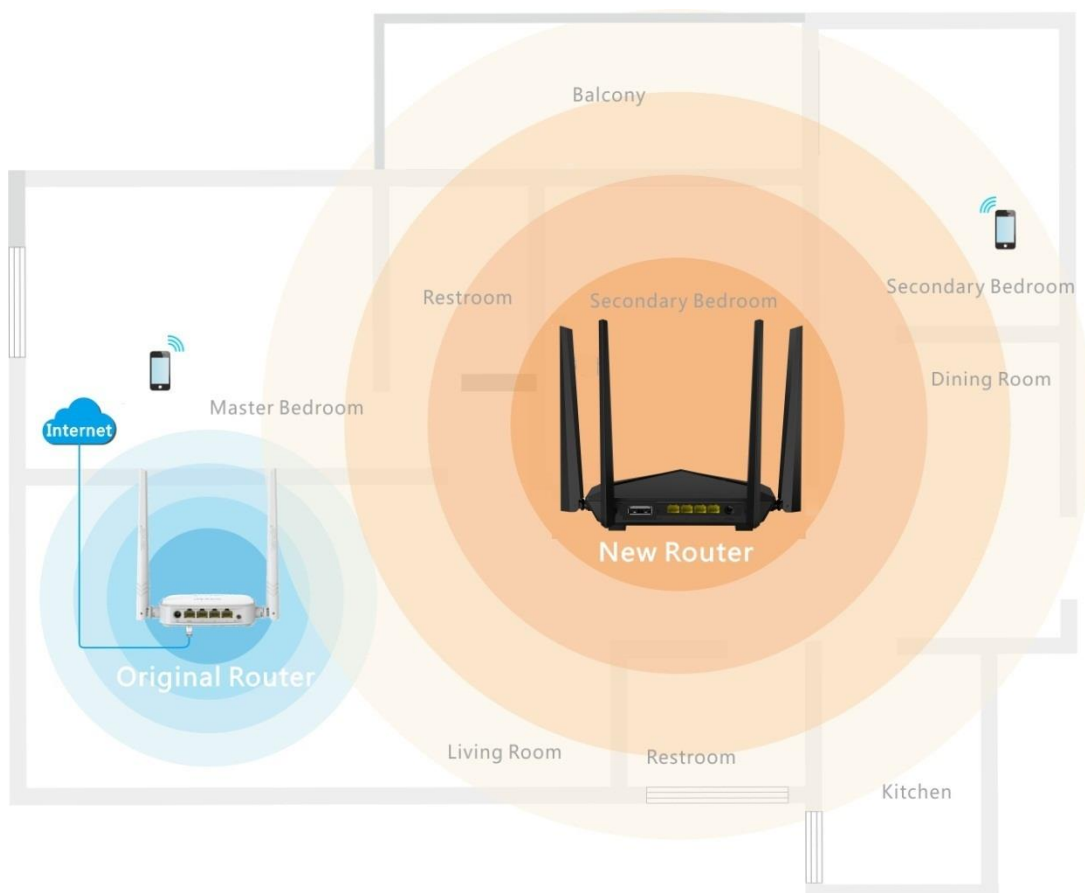 Balcony
Restroom
Secondary Bedroom
Secondary Bedroom
Dining Room
Master Bedroom
Internet
New Router
Original Router
Living Room
Restroom
Kitchen